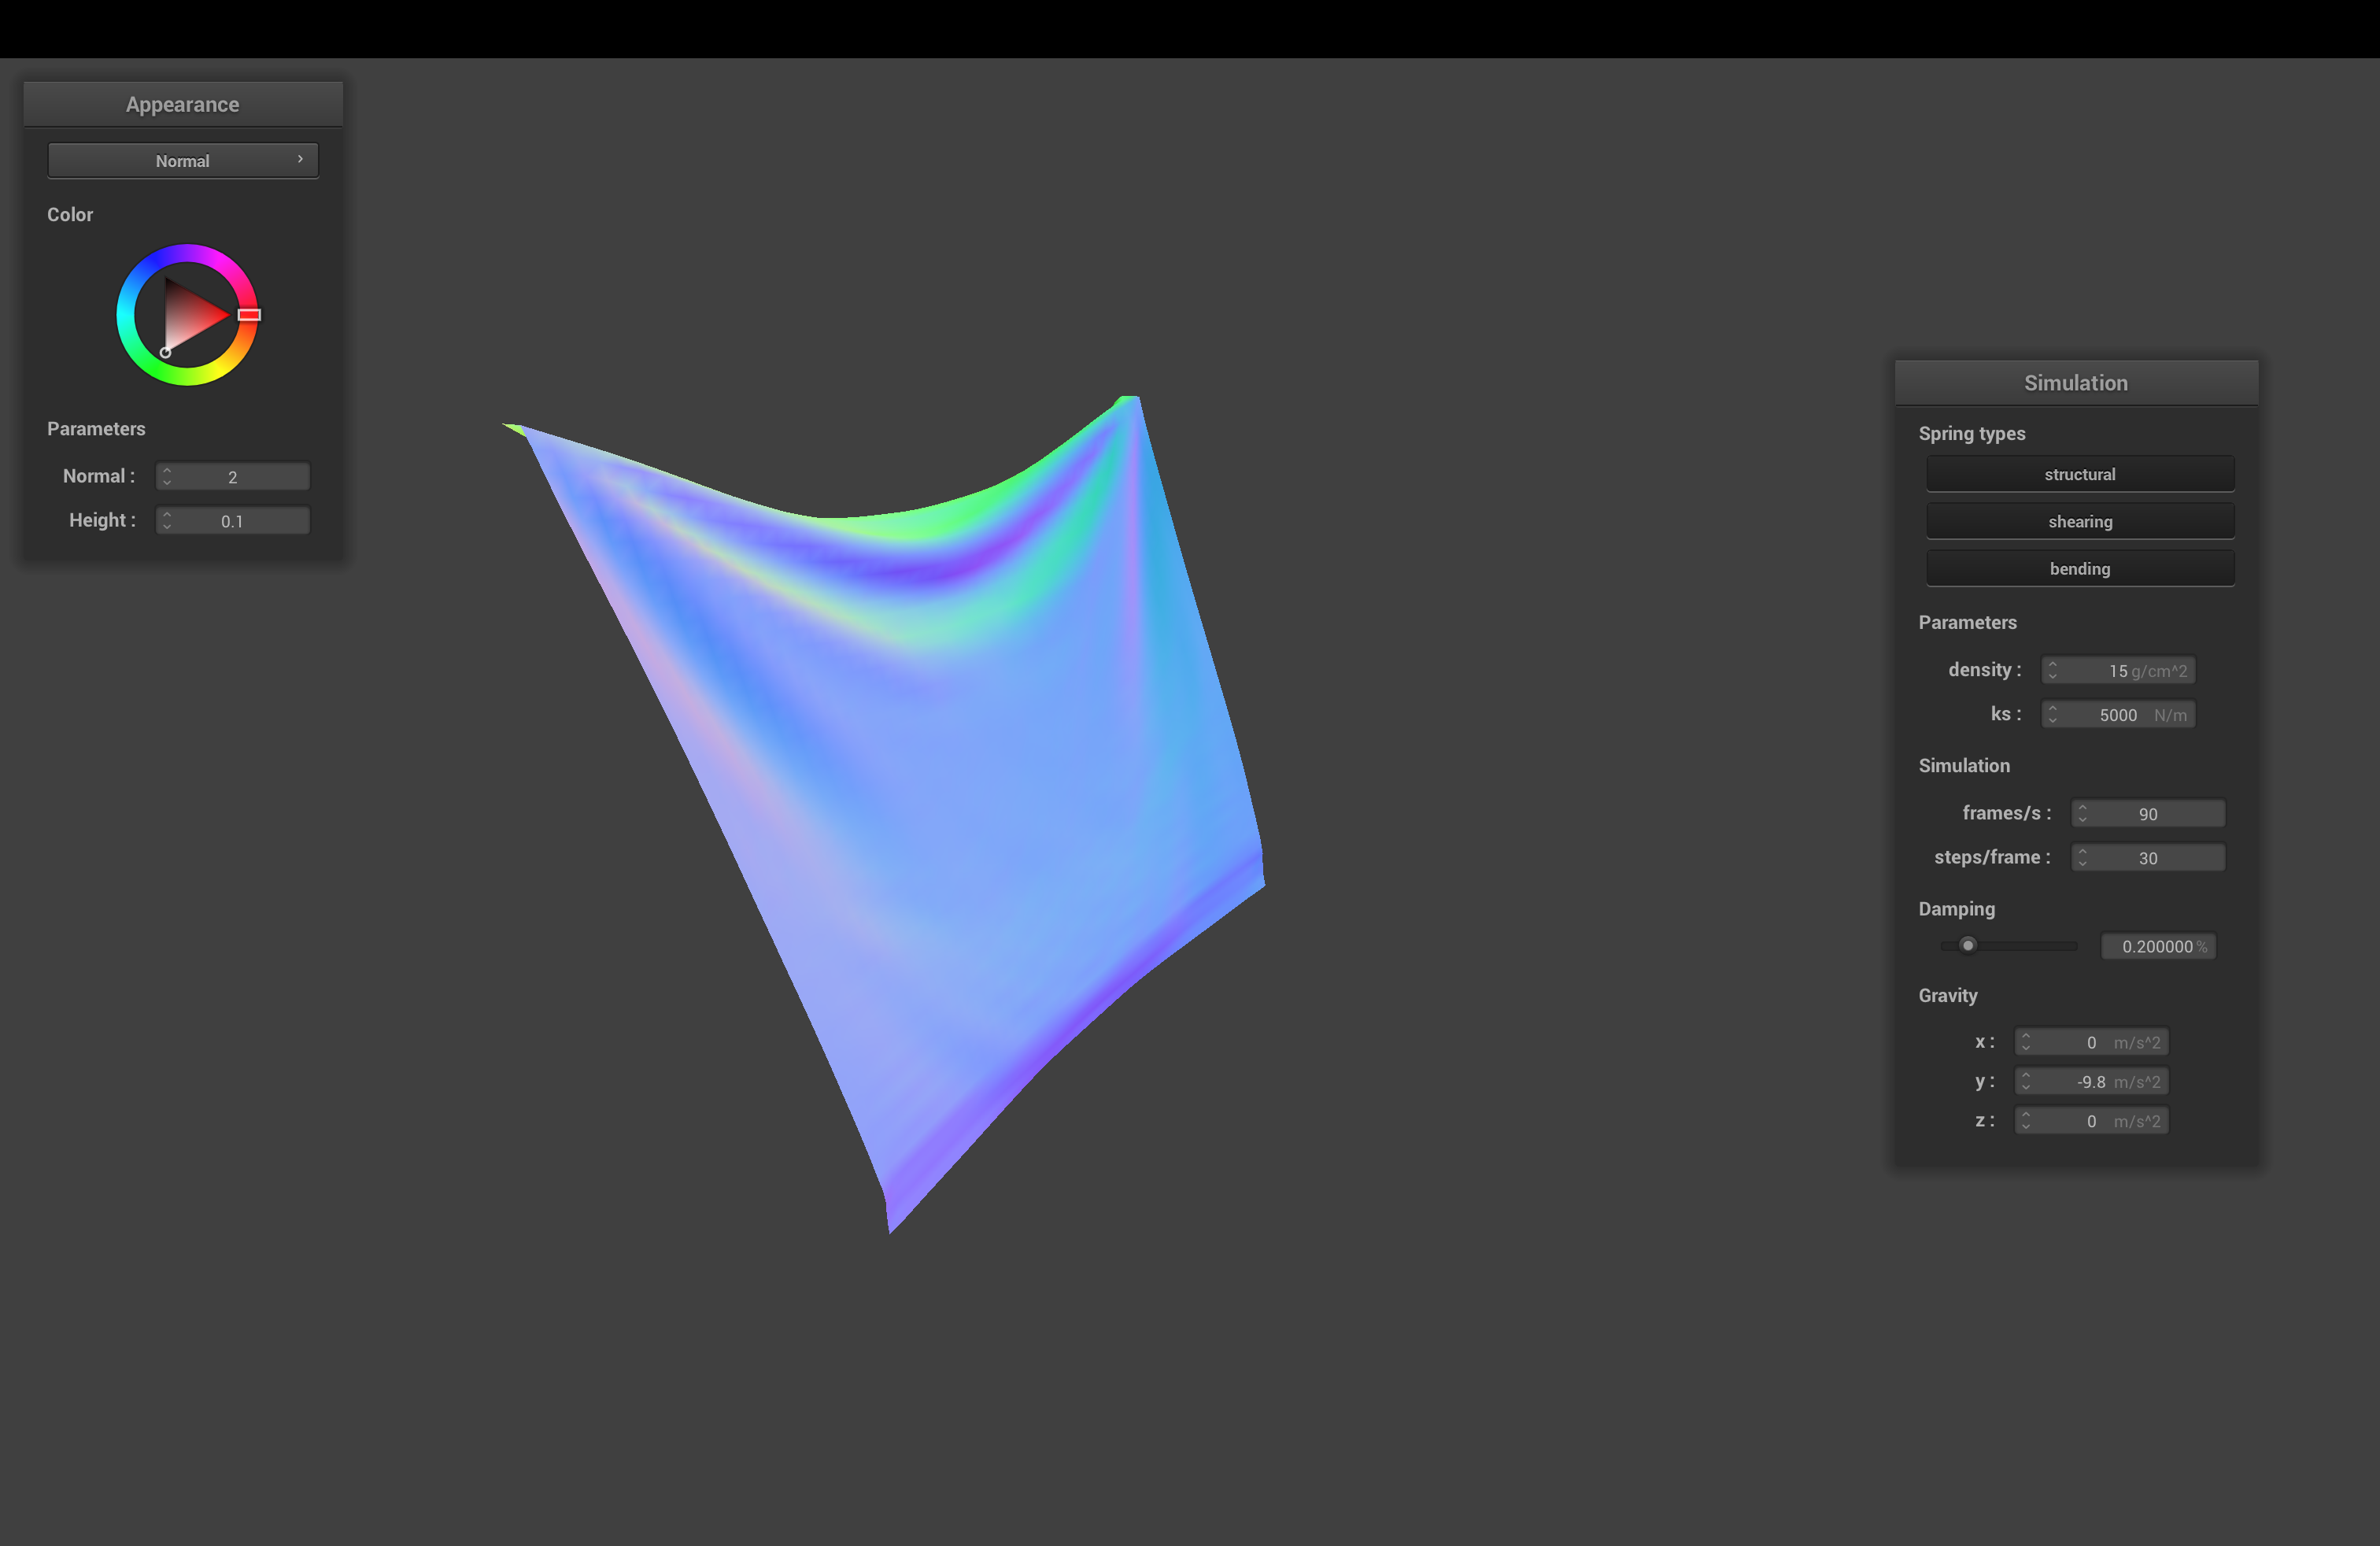 Appearance
Normal
Color
Parameters
Normal : 2
Height : 0.1
Simulation
Spring types
structural
shearing
bending
Parameters
density : 15 g/cm^2
ks : 5000 N/m
Simulation
frames/s : 90
steps/frame : 30
Damping
0.200000 %
Gravity
x : 0 m/s^2
y : -9.8 m/s^2
z : 0 m/s^2